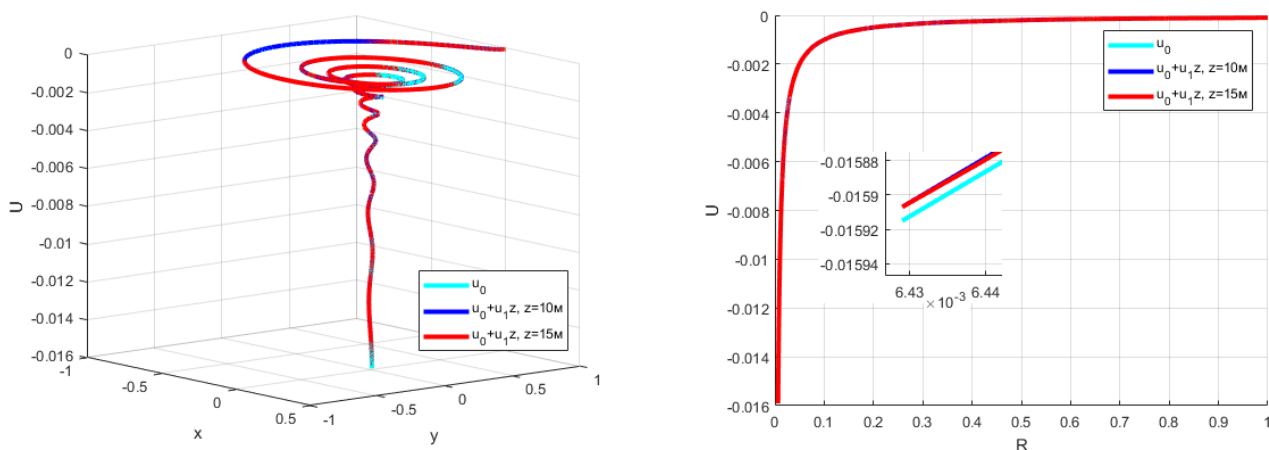 0
-0.002
-0.004
-0.006
-0.008
-0.01
-0.012
-0.014
-0.016
U
-1
-0.5
0
0.5
x
-1
-0.5
0
0.5
1
y
u₀
u₀+u₁z, z=10м
u₀+u₁z, z=15м
0
-0.002
-0.004
-0.006
-0.008
-0.01
-0.012
-0.014
-0.016
U
0 0.1 0.2 0.3 0.4 0.5 0.6 0.7 0.8 0.9 1
R
u₀
u₀+u₁z, z=10м
u₀+u₁z, z=15м
-0.01588
-0.0159
-0.01592
-0.01594
6.43 6.44
×10⁻³